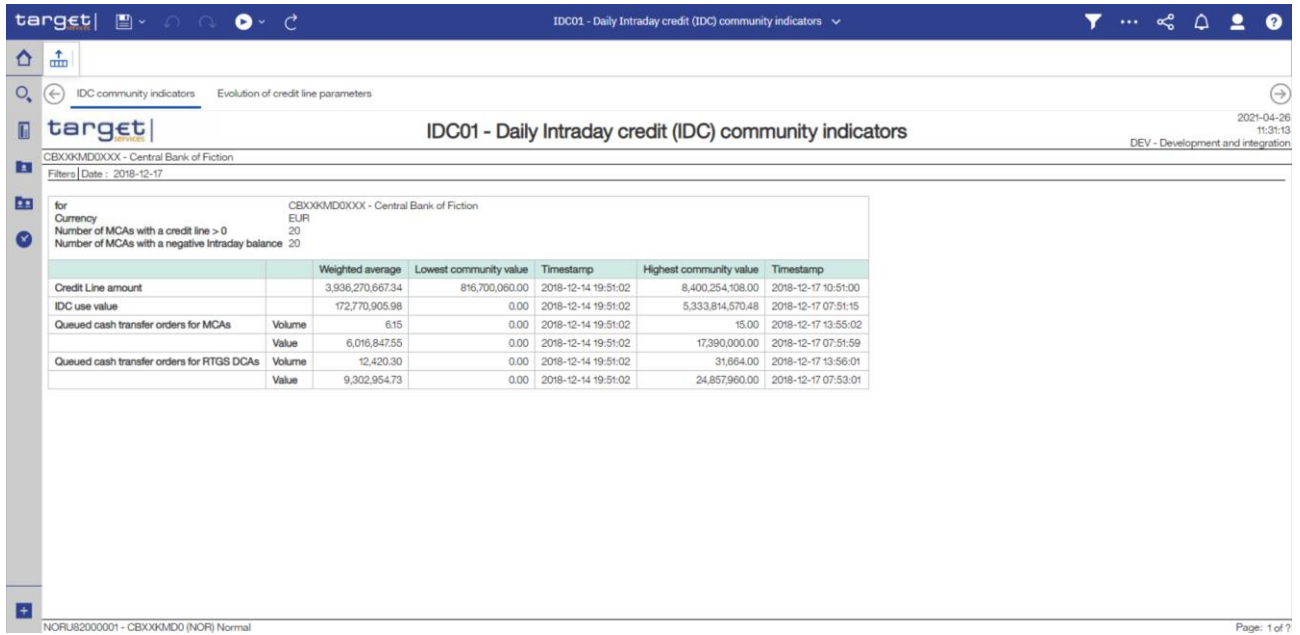 target| services IDC01 - Daily Intraday credit (IDC) community indicators
IDC community indicators Evolution of credit line parameters
target| services IDC01 - Daily Intraday credit (IDC) community indicators 2021-04-26
11:31:13
DEV - Development and integration
CBXXKMD0XXX - Central Bank of Fiction
Filters| Date : 2018-12-17
for CBXXKMD0XXX - Central Bank of Fiction
Currency EUR
Number of MCAs with a credit line > 0 20
Number of MCAs with a negative Intraday balance 20
Weighted average Lowest community value Timestamp Highest community value Timestamp
Credit Line amount 3,936,270,667.34 816,700,060.00 2018-12-14 19:51:02 8,400,254,108.00 2018-12-17 10:51:00
IDC use value 172,770,905.98 0.00 2018-12-14 19:51:02 5,333,814,570.48 2018-12-17 07:51:15
Queued cash transfer orders for MCAs Volume 6.15 0.00 2018-12-14 19:51:02 15.00 2018-12-17 13:55:02
Value 6,016,847.55 0.00 2018-12-14 19:51:02 17,390,000.00 2018-12-17 07:51:59
Queued cash transfer orders for RTGS DCAs Volume 12,420.30 0.00 2018-12-14 19:51:02 31,664.00 2018-12-17 13:56:01
Value 9,302,954.73 0.00 2018-12-14 19:51:02 24,857,960.00 2018-12-17 07:53:01
NORU82000001 - CBXXKMD0 (NOR) Normal Page: 1 of ?